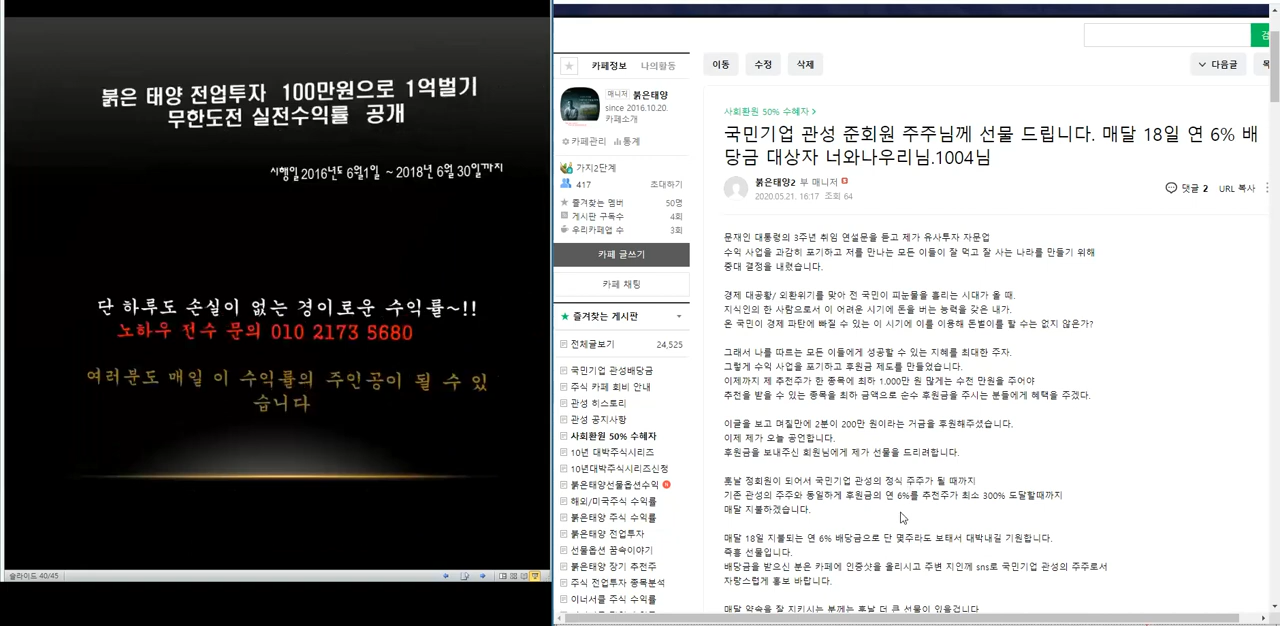 붉은 태양 전업투자 100만원으로 1억벌기
무한도전 실전수익률 공개
시행일 2016년도 6월1일 ~ 2018년 6월 30일까지
단 하루도 손실이 없는 경이로운 수익률~!!
노하우 전수 문의 010 2173 5680
여러분도 매일 이 수익률의 주인공이 될 수 있
습니다
슬라이드 40/45
카페정보 나의활동
매니저 붉은태양
since 2016.10.20.
카페소개
카페관리 통계
가지2단계
417 초대하기
즐겨찾는 멤버 50명
게시판 구독수 4회
우리카페앱 수 3회
카페 글쓰기
카페 채팅
즐겨찾는 게시판
전체글보기 24,525
국민기업 관성배당금
주식 카페 회비 안내
관성 히스토리
관성 공지사항
사회환원 50% 수혜자
10년 대박주식시리즈
10년대박주식시리즈신청
붉은태양선물옵션수익
해외/미국주식 수익률
붉은태양 주식 수익률
붉은태양 전업투자
선물옵션 꿈속이야기
붉은태양 장기 추천주
주식 전업투자 종목분석
이너서클 주식 수익률
이동 수정 삭제
다음글
사회환원 50% 수혜자 >
국민기업 관성 준회원 주주님께 선물 드립니다. 매달 18일 연 6% 배
당금 대상자 너와나우리님.1004님
붉은태양2 부 매니저
2020.05.21. 16:17 조회 64
댓글 2 URL 복사
문재인 대통령의 3주년 취임 연설문을 듣고 제가 유사투자 자문업
수익 사업을 과감히 포기하고 저를 만나는 모든 이들이 잘 먹고 잘 사는 나라를 만들기 위해
중대 결정을 내렸습니다.
경제 대공황/ 외환위기를 맞아 전 국민이 피눈물을 흘리는 시대가 올 때.
지식인의 한 사람으로서 이 어려운 시기에 돈을 버는 능력을 갖은 내가.
온 국민이 경제 파탄에 빠질 수 있는 이 시기에 이를 이용해 돈벌이를 할 수는 없지 않은가?
그래서 나를 따르는 모든 이들에게 성공할 수 있는 지혜를 최대한 주자.
그렇게 수익 사업을 포기하고 후원금 제도를 만들었습니다.
이제까지 제 추천주가 한 종목에 최하 1.000만 원 많게는 수천 만원을 주어야
추천을 받을 수 있는 종목을 최하 금액으로 순수 후원금을 주시는 분들에게 혜택을 주겠다.
이글을 보고 며칠만에 2분이 200만 원이라는 거금을 후원해주셨습니다.
이제 제가 오늘 공언합니다.
후원금을 보내주신 회원님에게 제가 선물을 드리려합니다.
훗날 정회원이 되어서 국민기업 관성의 정식 주주가 될 때까지
기존 관성의 주주와 동일하게 후원금의 연 6%를 추천주가 최소 300% 도달할때까지
매달 지불하겠습니다.
매달 18일 지불되는 연 6% 배당금으로 단 몇주라도 보태서 대박내길 기원합니다.
즉흥 선물입니다.
배당금을 받으신 분은 카페에 인증샷을 올리시고 주변 지인께 sns로 국민기업 관성의 주주로서
자랑스럽게 홍보 바랍니다.
매달 약속을 잘 지키시는 분께는 훗날 더 큰 선물이 있을겁니다